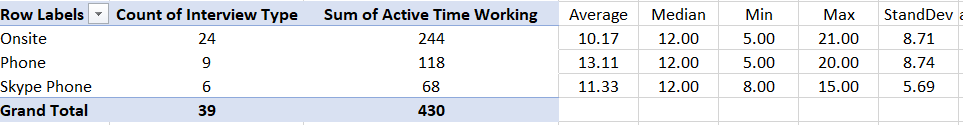 Row Labels Count of Interview Type Sum of Active Time Working Average Median Min Max StandDev
Onsite 24 244 10.17 12.00 5.00 21.00 8.71
Phone 9 118 13.11 12.00 5.00 20.00 8.74
Skype Phone 6 68 11.33 12.00 8.00 15.00 5.69
Grand Total 39 430